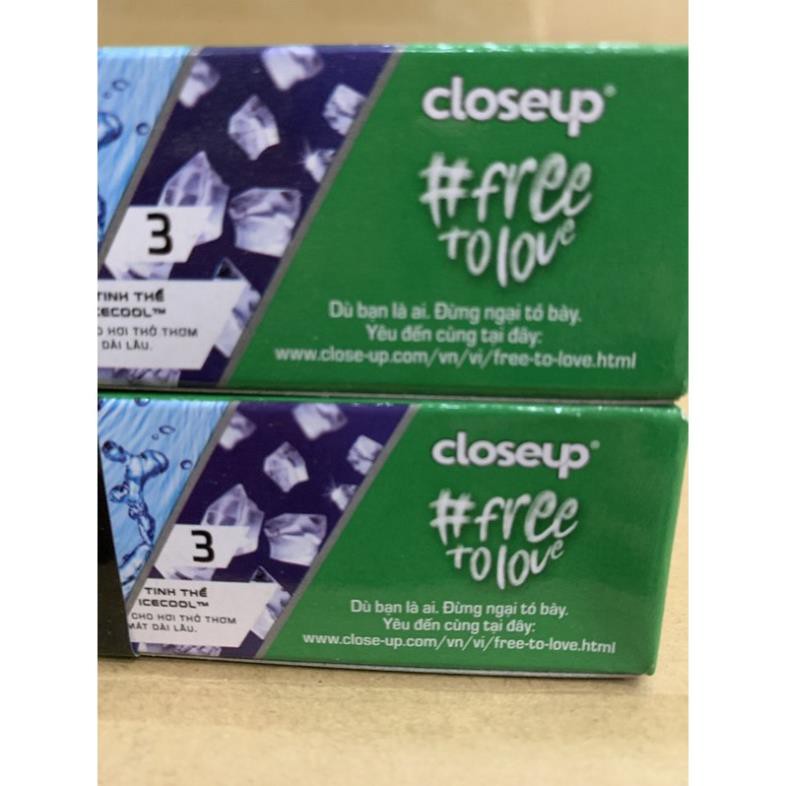 closeup®
#free
to love
Dù bạn là ai. Đừng ngại tỏ bày.
Yêu đến cùng tại đây:
www.close-up.com/vn/vi/free-to-love.html
3
TINH THỂ
ICECOOL™
HƠI THỞ THƠM
DÀI LÂU.
closeup®
#free
to love
Dù bạn là ai. Đừng ngại tỏ bày.
Yêu đến cùng tại đây:
www.close-up.com/vn/vi/free-to-love.html
3
TINH THỂ
ICECOOL™
CHO HƠI THỞ THƠM
MÁT DÀI LÂU.